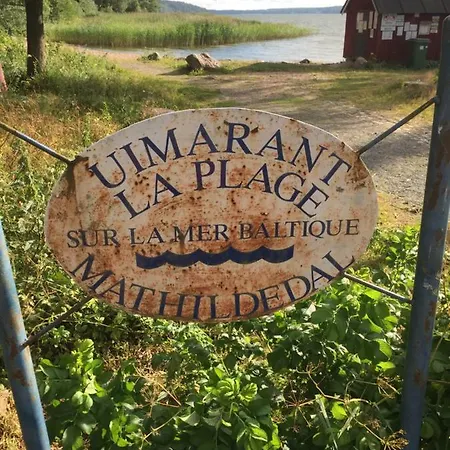 UIMARANT
LA PLAGE
SUR LA MER BALTIQUE
MATHILDEDAL